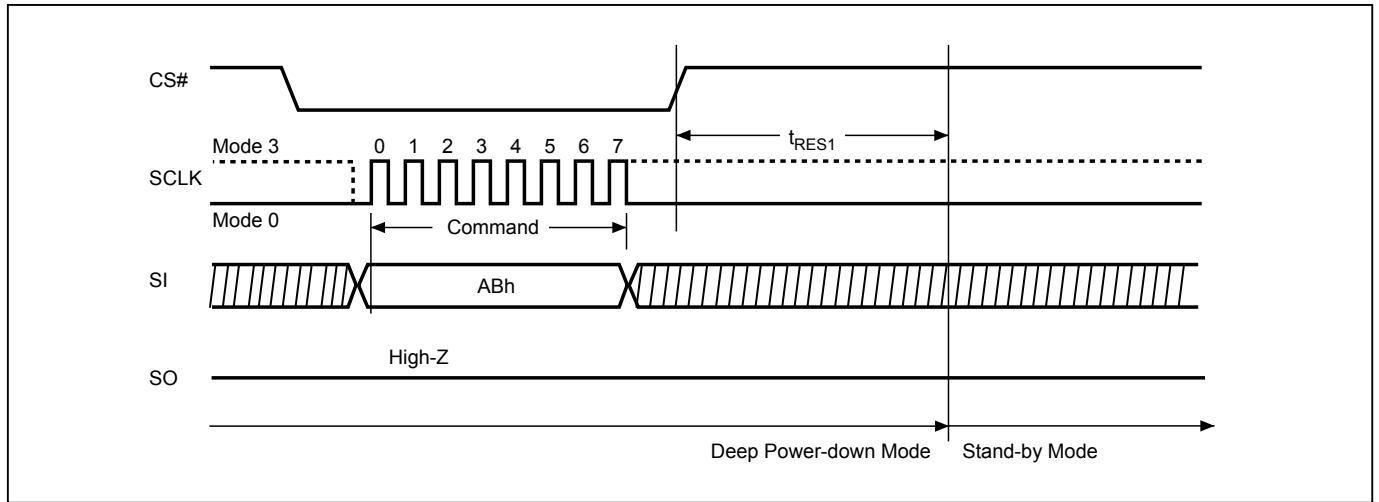 CS#
tRES1
Mode 3
0 1 2 3 4 5 6 7
SCLK
Mode 0
Command
SI
ABh
High-Z
SO
Deep Power-down Mode
Stand-by Mode